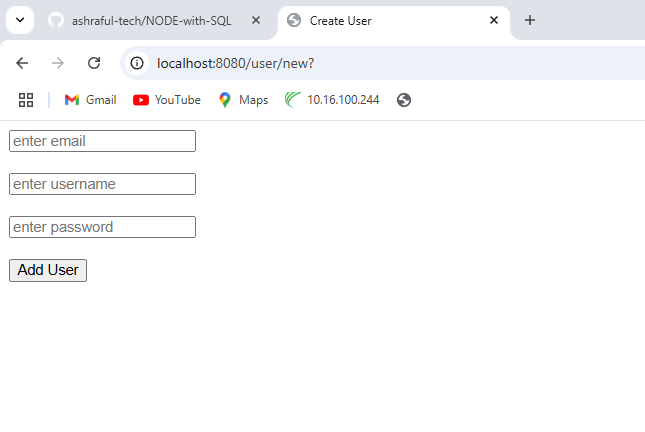 ashraful-tech/NODE-with-SQL
Create User
localhost:8080/user/new?
Gmail
YouTube
Maps
10.16.100.244
enter email
enter username
enter password
Add User